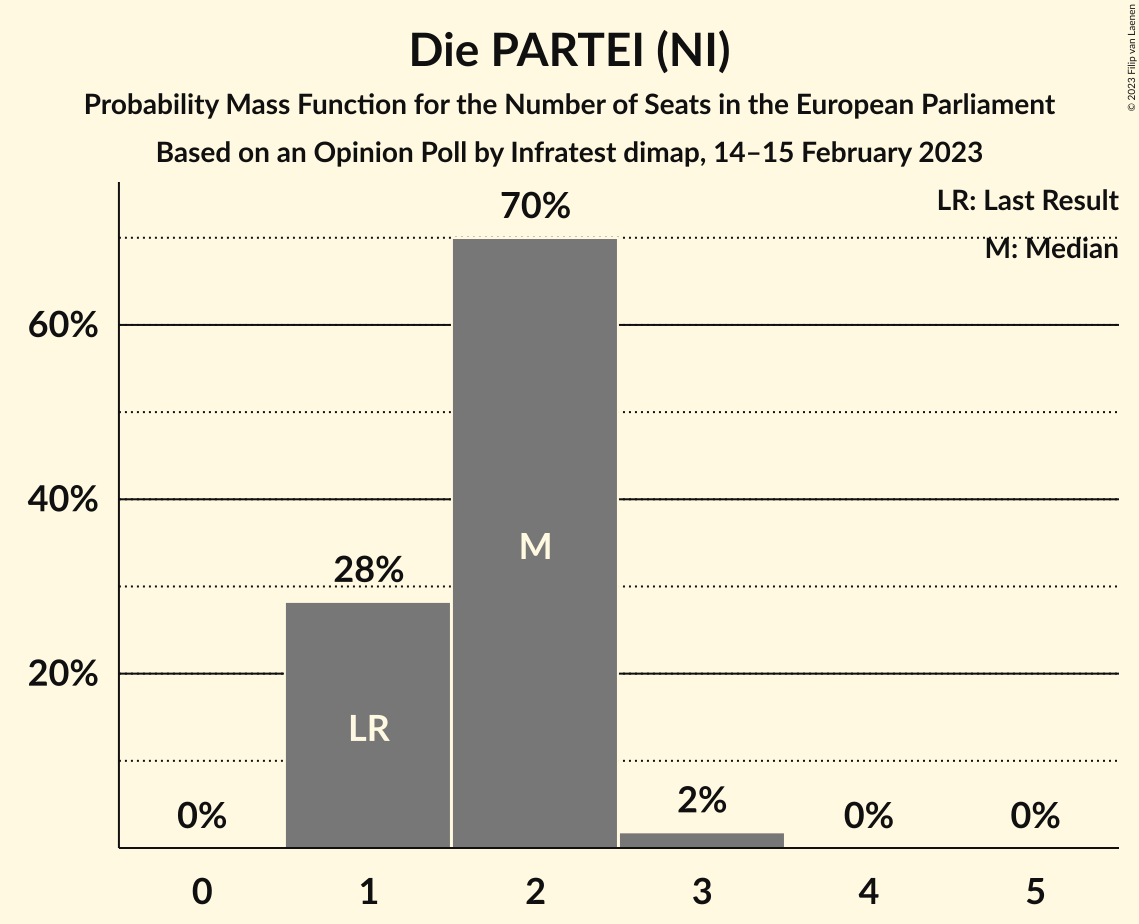 Die PARTEI (NI)
Probability Mass Function for the Number of Seats in the European Parliament
Based on an Opinion Poll by Infratest dimap, 14–15 February 2023
© 2023 Filip van Laenen
LR: Last Result
M: Median
70%
60%
40%
20%
28%
M
LR
0%
2%
0%
0%
0 1 2 3 4 5